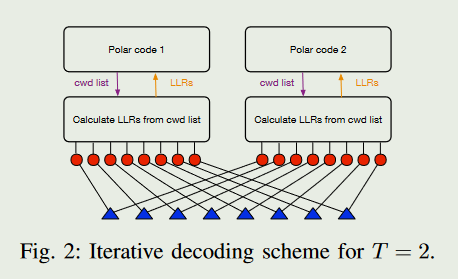 Polar code 1
Polar code 2
cwd list
LLRs
cwd list
LLRs
Calculate LLRs from cwd list
Calculate LLRs from cwd list
Fig. 2: Iterative decoding scheme for T = 2.